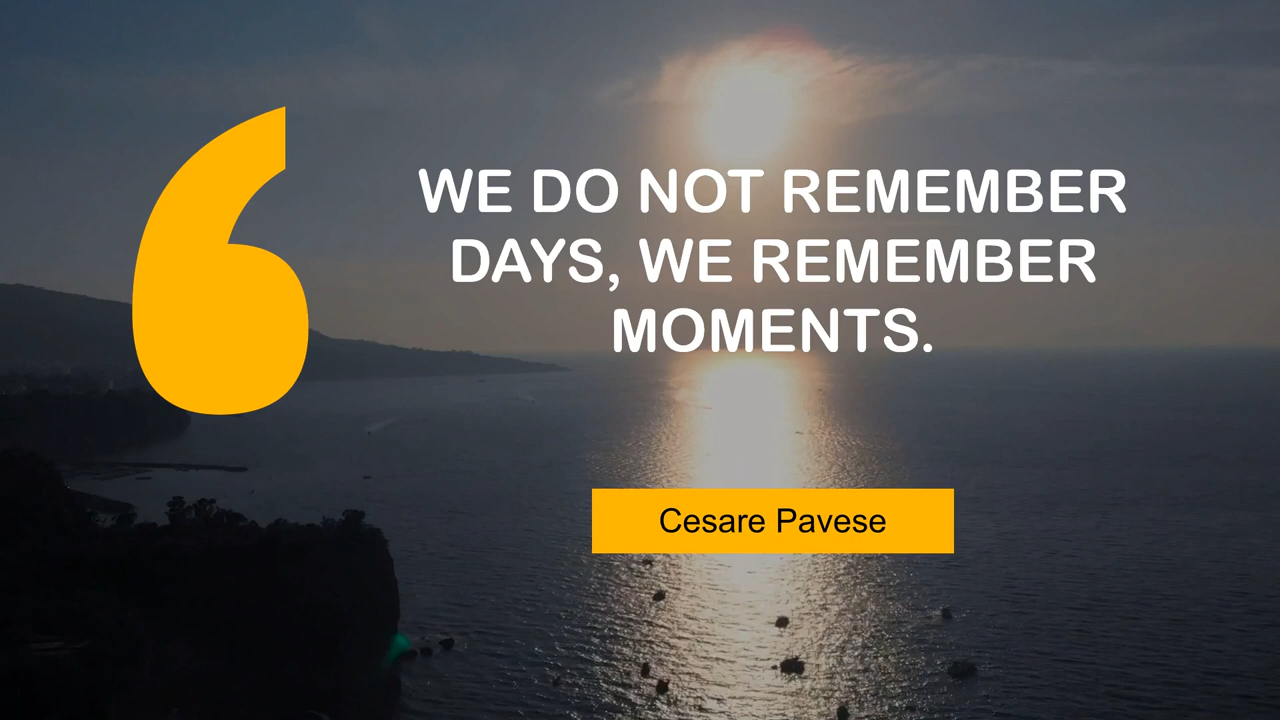 WE DO NOT REMEMBER
DAYS, WE REMEMBER
MOMENTS.
Cesare Pavese